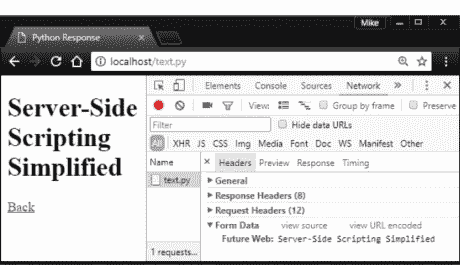 Mike
Python Response
localhost/text.py
Server-Side
Scripting
Simplified
Back
Elements Console Sources Network »
View: Group by frame Preserve
Filter Hide data URLs
All XHR JS CSS Img Media Font Doc WS Manifest Other
Name × Headers Preview Response Timing
text.py
▶ General
▶ Response Headers (8)
▶ Request Headers (12)
▼ Form Data view source view URL encoded
Future Web: Server-Side Scripting Simplified
1 requests...